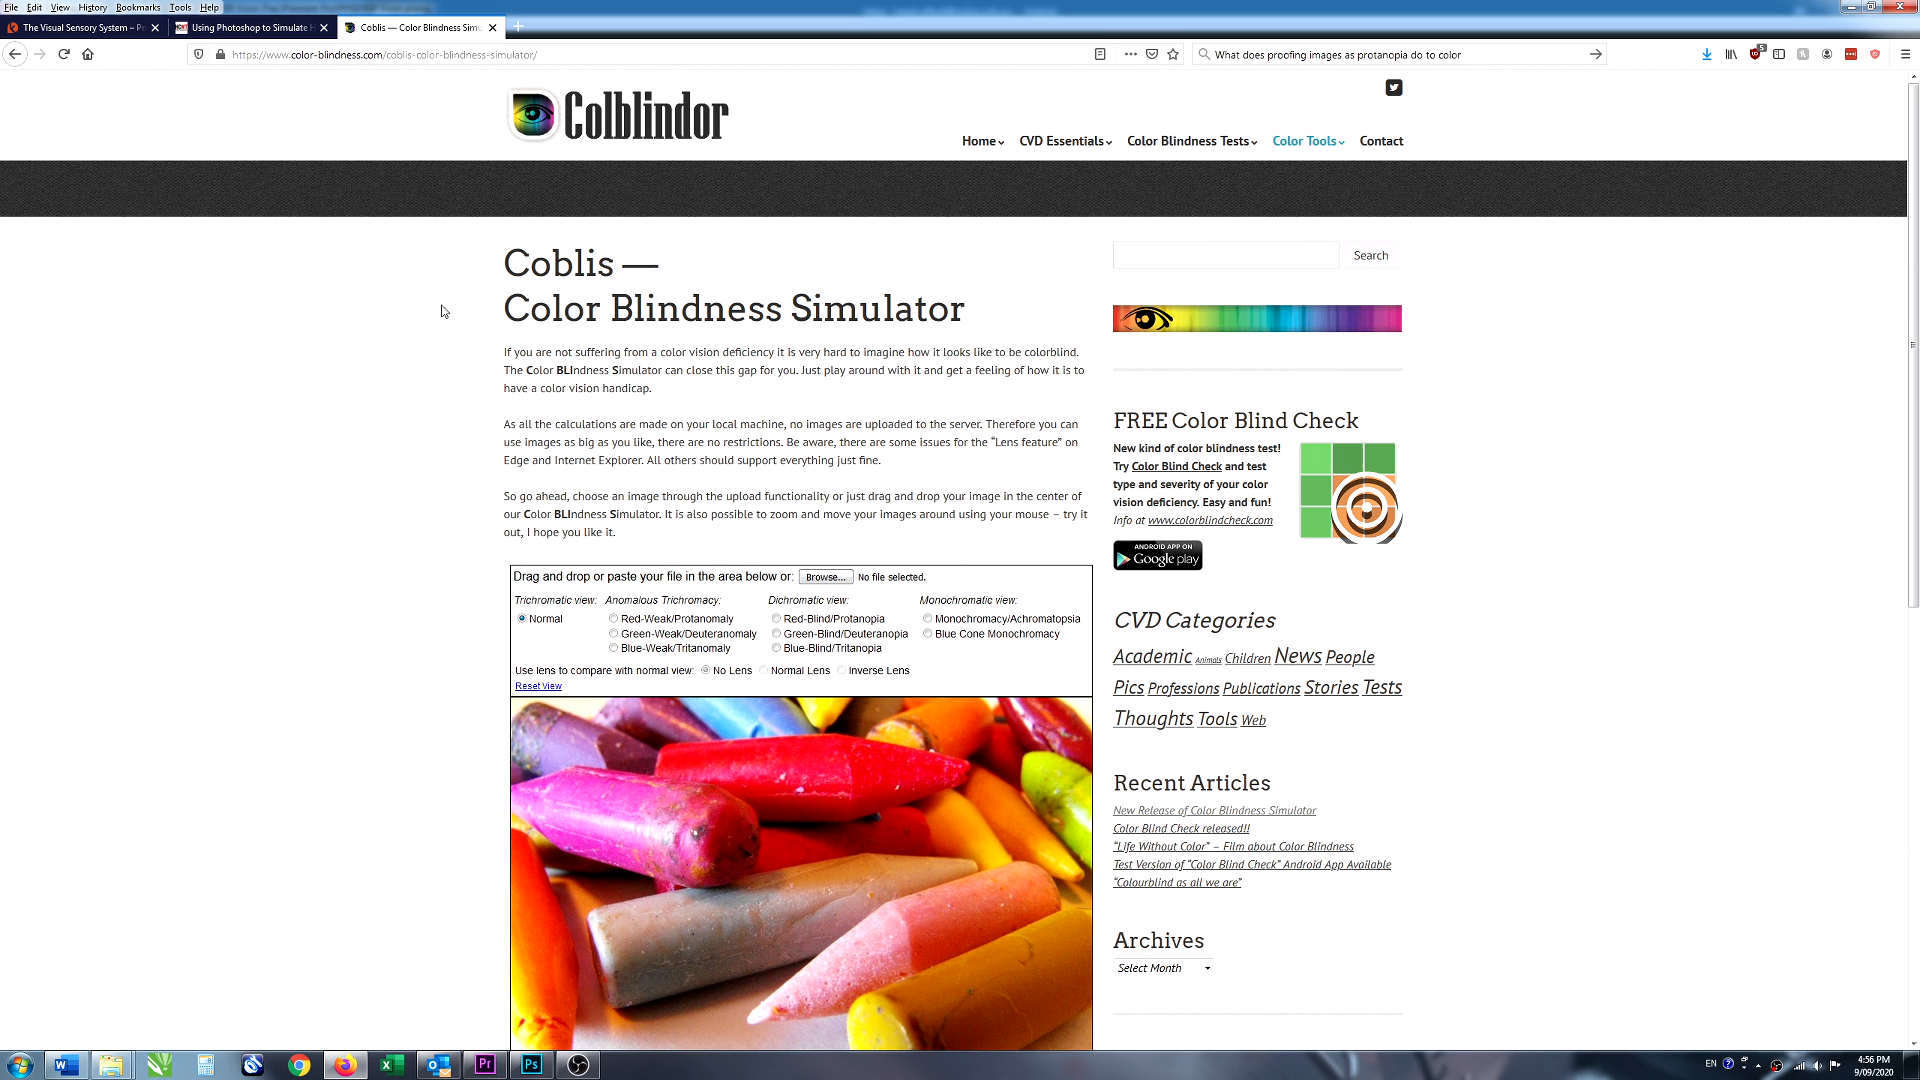 File Edit View History Bookmarks Tools Help
The Visual Sensory System – P
Using Photoshop to Simulate H
Coblis — Color Blindness Simu
https://www.color-blindness.com/coblis-color-blindness-simulator/
What does proofing images as protanopia do to color
Colblindor
Home CVD Essentials Color Blindness Tests Color Tools Contact
Coblis —
Color Blindness Simulator
If you are not suffering from a color vision deficiency it is very hard to imagine how it looks like to be colorblind.
The Color BLIndness Simulator can close this gap for you. Just play around with it and get a feeling of how it is to
have a color vision handicap.
As all the calculations are made on your local machine, no images are uploaded to the server. Therefore you can
use images as big as you like, there are no restrictions. Be aware, there are some issues for the “Lens feature” on
Edge and Internet Explorer. All others should support everything just fine.
So go ahead, choose an image through the upload functionality or just drag and drop your image in the center of
our Color BLIndness Simulator. It is also possible to zoom and move your images around using your mouse – try it
out, I hope you like it.
Drag and drop or paste your file in the area below or: Browse... No file selected.
Trichromatic view: Anomalous Trichromacy: Dichromatic view: Monochromatic view:
Normal Red-Weak/Protanomaly Red-Blind/Protanopia Monochromacy/Achromatopsia
Green-Weak/Deuteranomaly Green-Blind/Deuteranopia Blue Cone Monochromacy
Blue-Weak/Tritanomaly Blue-Blind/Tritanopia
Use lens to compare with normal view: No Lens Normal Lens Inverse Lens
Reset View
Search
FREE Color Blind Check
New kind of color blindness test!
Try Color Blind Check and test
type and severity of your color
vision deficiency. Easy and fun!
Info at www.colorblindcheck.com
ANDROID APP ON
Google play
CVD Categories
Academic Animals Children News People
Pics Professions Publications Stories Tests
Thoughts Tools Web
Recent Articles
New Release of Color Blindness Simulator
Color Blind Check released!!
“Life Without Color” – Film about Color Blindness
Test Version of “Color Blind Check” Android App Available
“Colourblind as all we are”
Archives
Select Month
EN
4:56 PM
9/09/2020